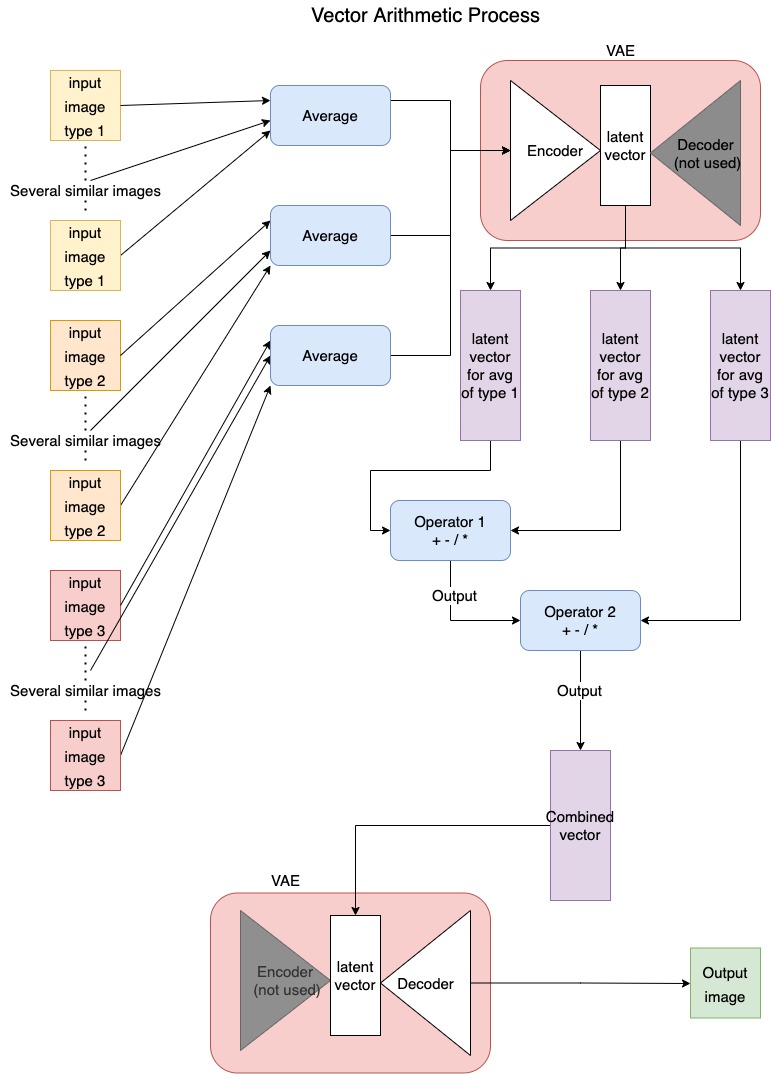 Vector Arithmetic Process
VAE
input
image
type 1
Several similar images
input
image
type 1
input
image
type 2
Several similar images
input
image
type 2
input
image
type 3
Several similar images
input
image
type 3
Average
Average
Average
Encoder
latent
vector
Decoder
(not used)
latent
vector
for avg
of type 1
latent
vector
for avg
of type 2
latent
vector
for avg
of type 3
Operator 1
+ - / *
Output
Operator 2
+ - / *
Output
Combined
vector
VAE
Encoder
(not used)
latent
vector
Decoder
Output
image